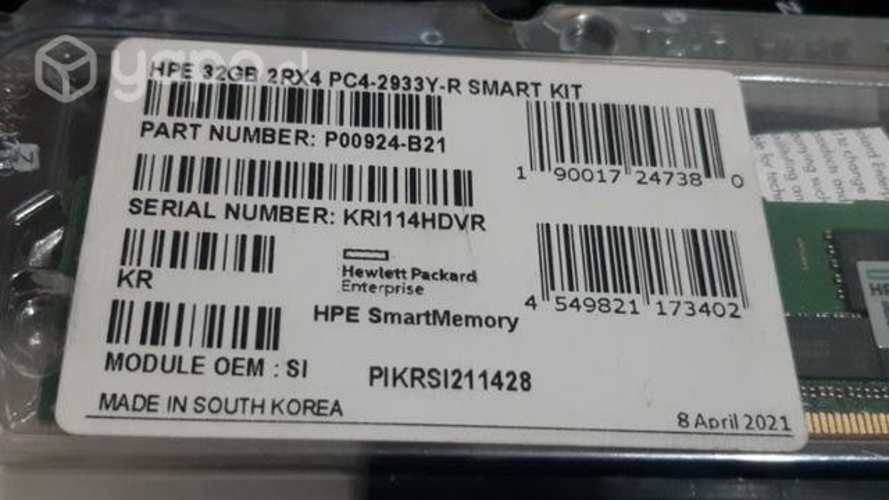 HPE 32GB 2RX4 PC4-2933Y-R SMART KIT
PART NUMBER: P00924-B21
1 90017 24738 0
SERIAL NUMBER: KRI114HDVR
KR
Hewlett Packard
Enterprise
4 549821 173402
HPE SmartMemory
MODULE OEM : SI
PIKRSI211428
MADE IN SOUTH KOREA
8 April 2021